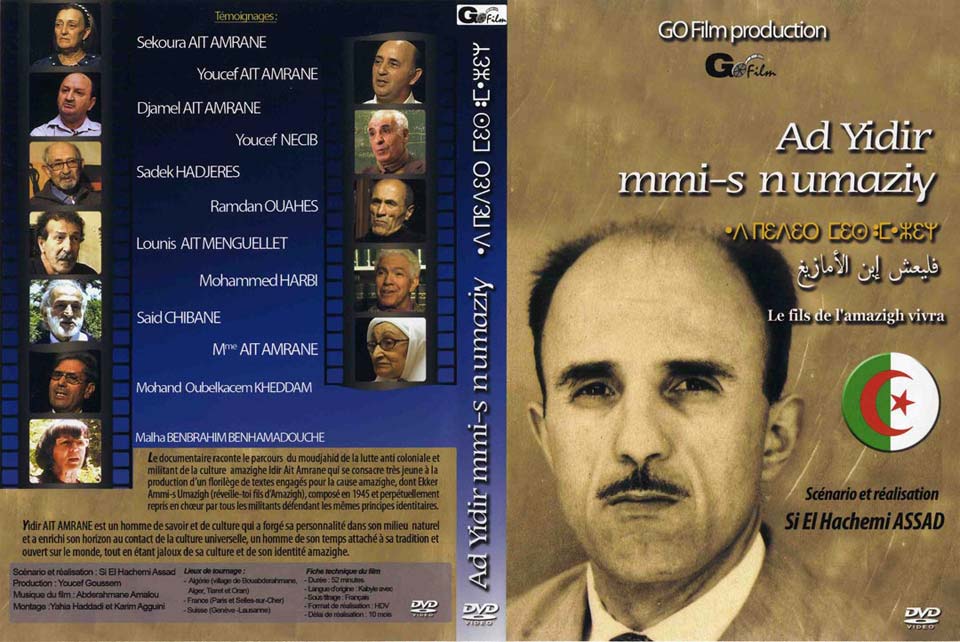 Témoignages :
Sekoura AIT AMRANE
Youcef AIT AMRANE
Djamel AIT AMRANE
Youcef NECIB
Sadek HADJERES
Ramdan OUAHES
Lounis AIT MENGUELLET
Mohammed HARBI
Said CHIBANE
Mme AIT AMRANE
Mohand Oubelkacem KHEDDAM
Malha BENBRAHIM BENHAMADOUCHE
Le documentaire raconte le parcours du moudjahid de la lutte anti coloniale et
militant de la culture amazighe Idir Ait Amrane qui se consacre très jeune à la
production d'un florilège de textes engagés pour la cause amazighe, dont Ekker
Ammi-s Umazigh (réveille-toi fils d'Amazigh), composé en 1945 et perpétuellement
repris en chœur par tous les militants défendant les mêmes principes identitaires.
Yidir AIT AMRANE est un homme de savoir et de culture qui a forgé sa personnalité dans son milieu naturel
et a enrichi son horizon au contact de la culture universelle, un homme de son temps attaché à sa tradition et
ouvert sur le monde, tout en étant jaloux de sa culture et de son identité amazighe.
Scénario et réalisation : Si El Hachemi Assad
Production : Youcef Goussem
Musique du film : Abderahmane Amalou
Montage : Yahia Haddadi et Karim Agguini
Lieux de tournage :
- Algérie (village de Bouabderahmane,
Alger, Tiaret et Oran)
- France (Paris et Selles-sur-Cher)
- Suisse (Genève -Lausanne)
Fiche technique du film
- Durée : 52 minutes
- Langue d'origine : Kabyle avec
- Sous titrage : Français
- Format de réalisation : HDV
- Délai de réalisation : 10 mois
DVD
VIDEO
GO Film
ⴰⴷ ⵢⵉⴷⵉⵔ ⵎⵉⵙ ⵓⵎⴰⵣⵉⵖ
Ad Yidir mmi-s n umaziɣ
DVD
VIDEO
GO Film production
GO Film
Ad Yidir
mmi-s n umaziɣ
ⴰⴷ ⵢⵉⴷⵉⵔ ⵎⵉⵙ ⵓⵎⴰⵣⵉⵖ
فليعش إبن الأمازيغ
Le fils de l'amazigh vivra
Scénario et réalisation
Si El Hachemi ASSAD
DVD
VIDEO